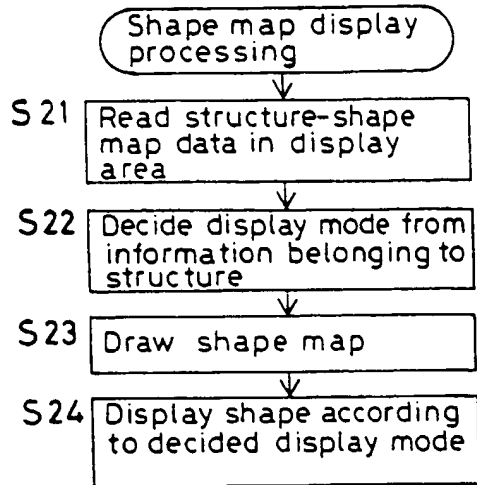 Shape map display
processing
S21
Read structure-shape
map data in display
area
S22
Decide display mode from
information belonging to
structure
S23
Draw shape map
S24
Display shape according
to decided display mode